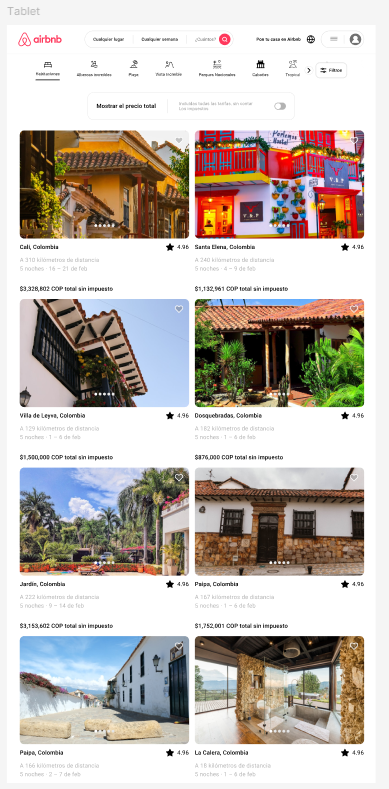 Tablet
airbnb
Cualquier lugar
Cualquier semana
¿Cuántos?
Pon tu casa en Airbnb
Habitaciones
Alturas increíbles
Playa
Vista increíble
Parques Nacionales
Cabañas
Tropical
Filtros
Mostrar el precio total
Incluidas todas las tarifas, sin contar
los impuestos
Cali, Colombia
4.96
A 310 kilómetros de distancia
5 noches · 16 – 21 de feb
$3,328,802 COP total sin impuesto
Santa Elena, Colombia
4.96
A 240 kilómetros de distancia
5 noches · 4 – 9 de feb
$1,132,961 COP total sin impuesto
Villa de Leyva, Colombia
4.96
A 129 kilómetros de distancia
5 noches · 1 – 6 de feb
$1,500,000 COP total sin impuesto
Dosquebradas, Colombia
4.96
A 182 kilómetros de distancia
5 noches · 1 – 6 de feb
$876,000 COP total sin impuesto
Jardín, Colombia
4.96
A 222 kilómetros de distancia
5 noches · 9 – 14 de feb
$3,153,602 COP total sin impuesto
Paipa, Colombia
4.96
A 167 kilómetros de distancia
5 noches · 1 – 6 de feb
$1,752,001 COP total sin impuesto
Paipa, Colombia
4.96
A 166 kilómetros de distancia
5 noches · 2 – 7 de feb
La Calera, Colombia
4.96
A 18 kilómetros de distancia
5 noches · 1 – 6 de feb